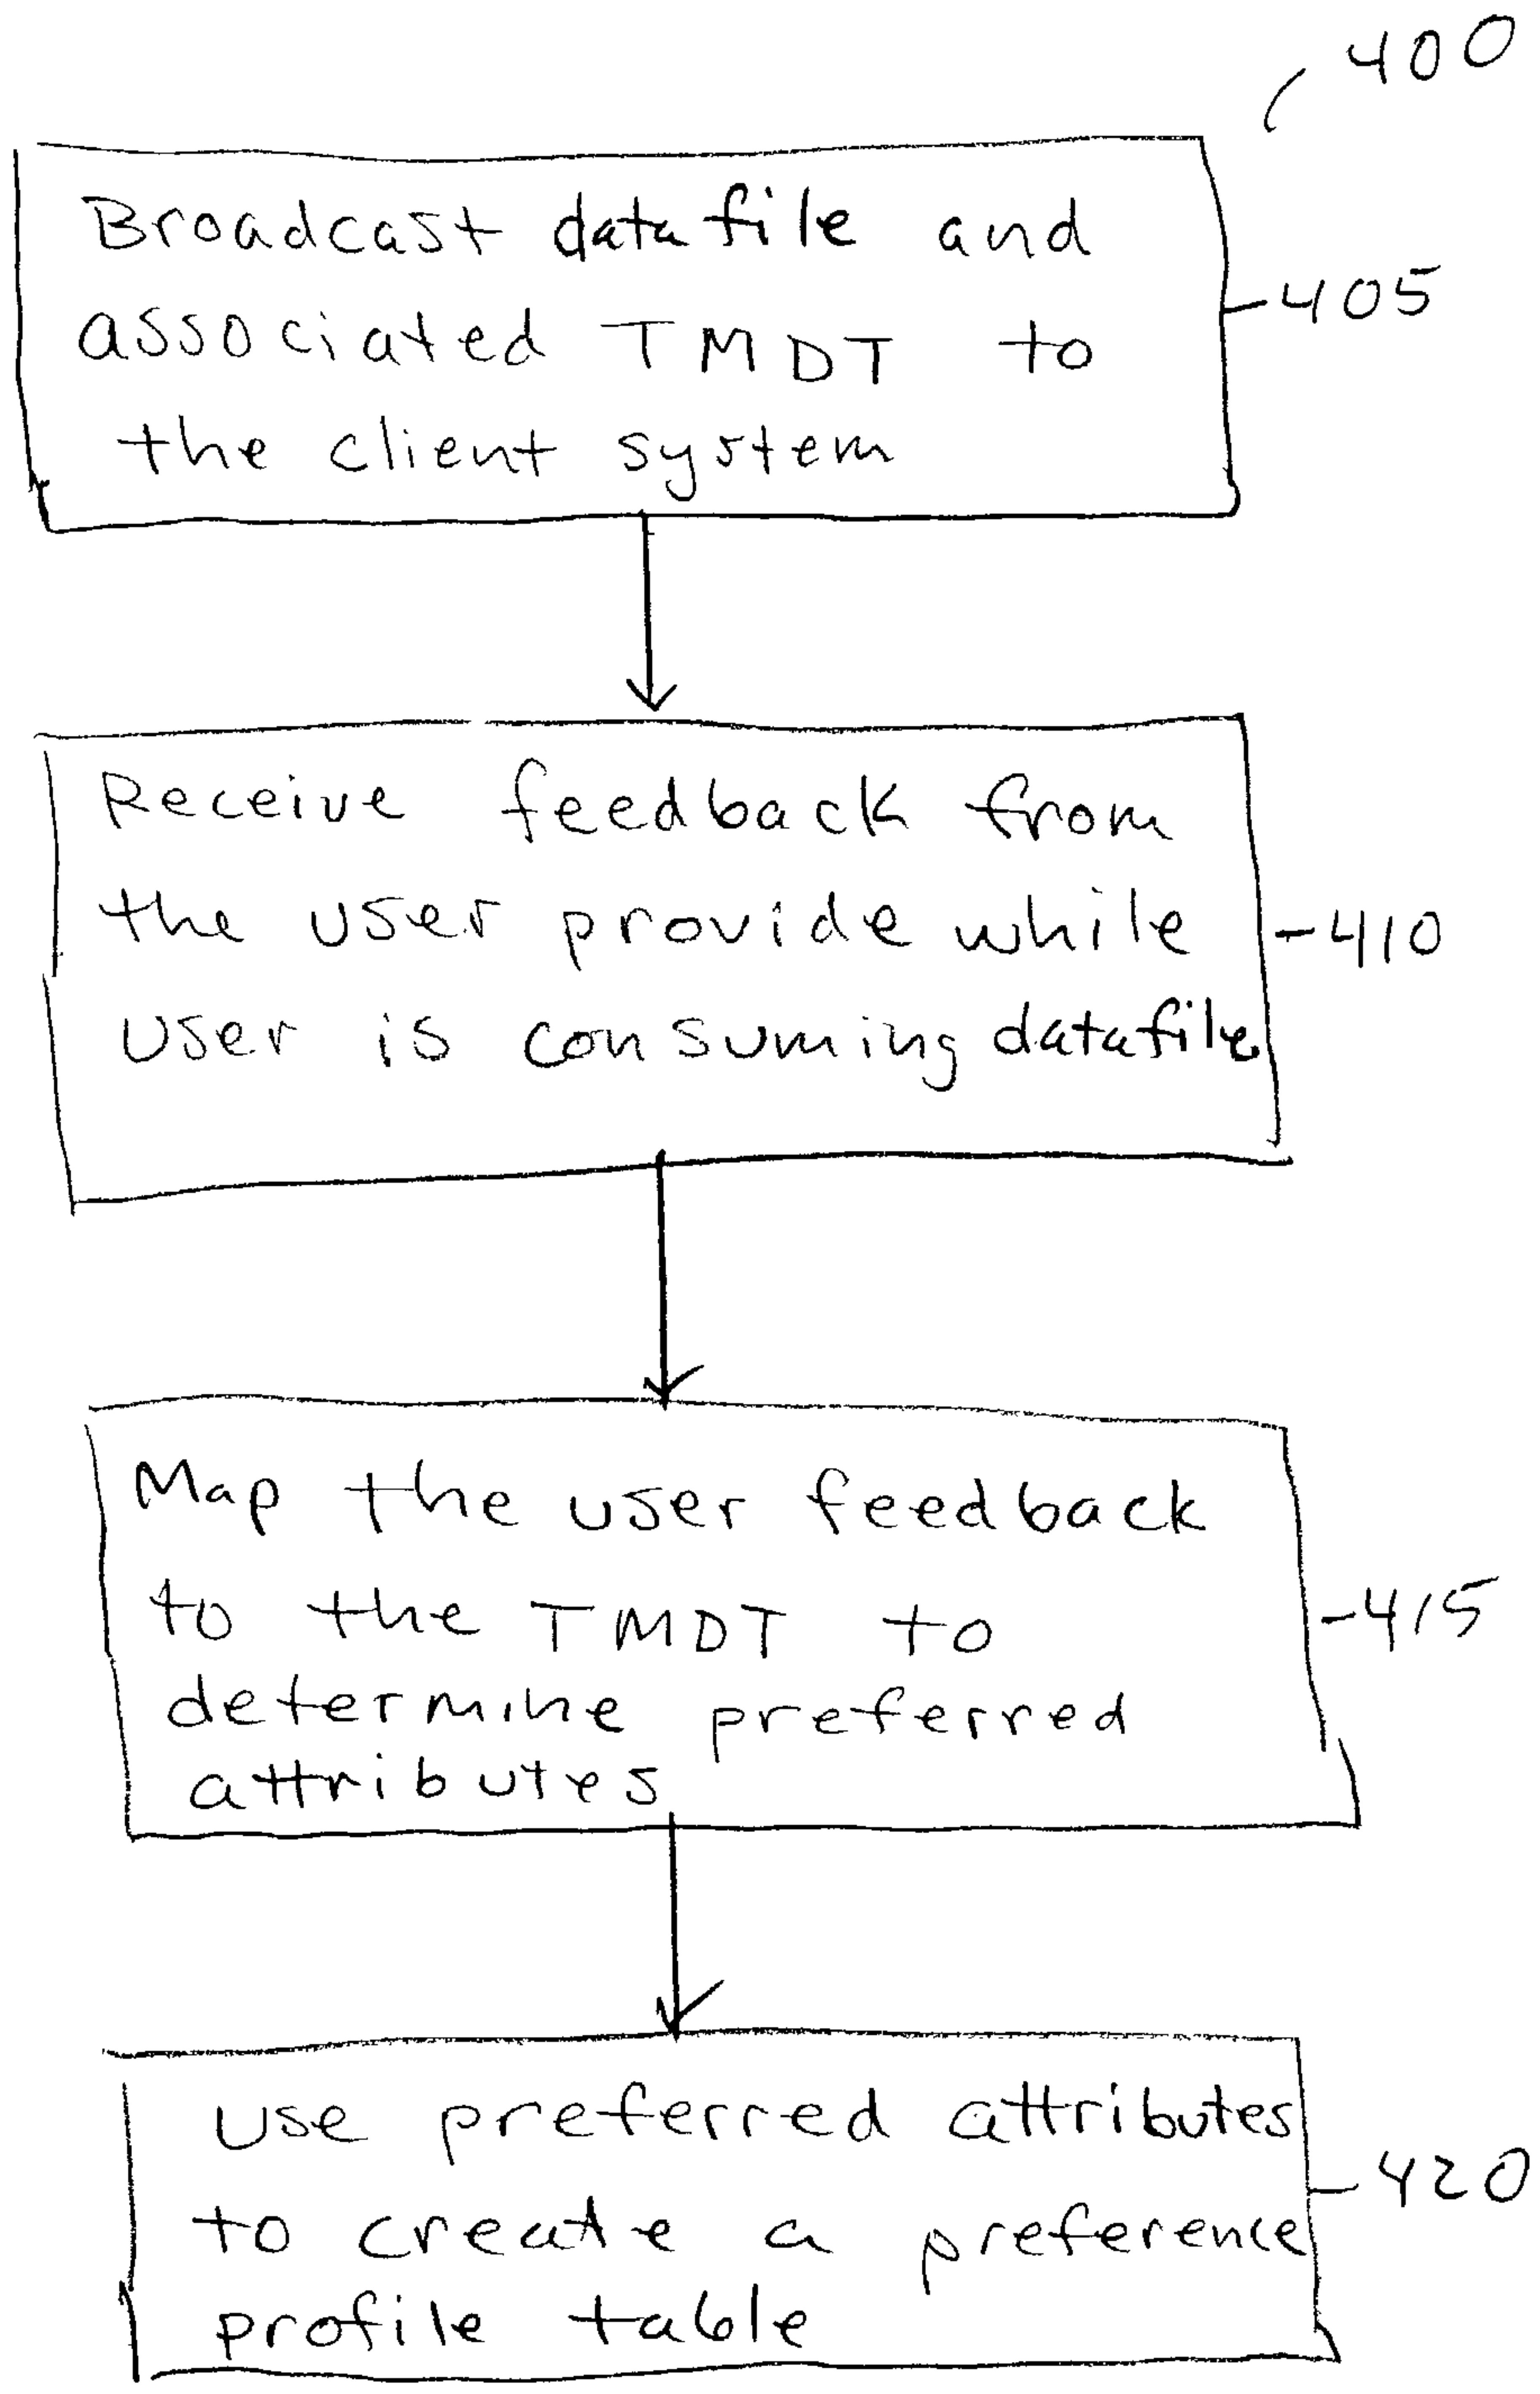 400
Broadcast datafile and
associated TMDT to
the client system
405
Receive feedback from
the user provide while
user is consuming datafile
410
Map the user feedback
to the TMDT to
determine preferred
attributes
415
use preferred attributes
to create a preference
profile table
420